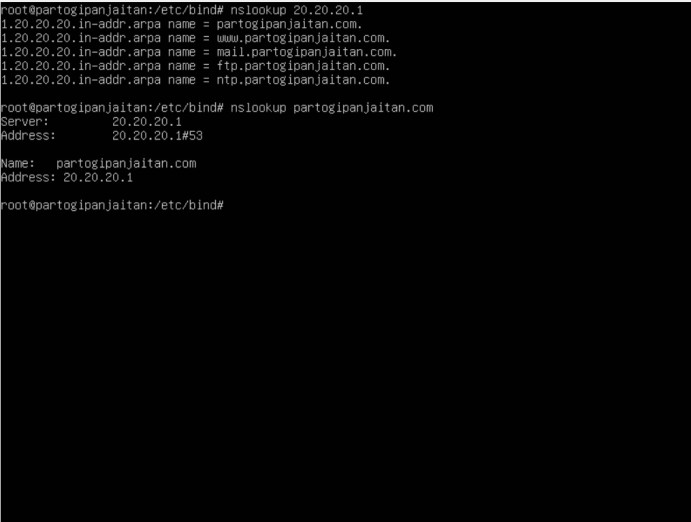 root@partogipanjaitan:/etc/bind# nslookup 20.20.20.1
1.20.20.20.in-addr.arpa name = partogipanjaitan.com.
1.20.20.20.in-addr.arpa name = www.partogipanjaitan.com.
1.20.20.20.in-addr.arpa name = mail.partogipanjaitan.com.
1.20.20.20.in-addr.arpa name = ftp.partogipanjaitan.com.
1.20.20.20.in-addr.arpa name = ntp.partogipanjaitan.com.
root@partogipanjaitan:/etc/bind# nslookup partogipanjaitan.com
Server: 20.20.20.1
Address: 20.20.20.1#53
Name: partogipanjaitan.com
Address: 20.20.20.1
root@partogipanjaitan:/etc/bind#